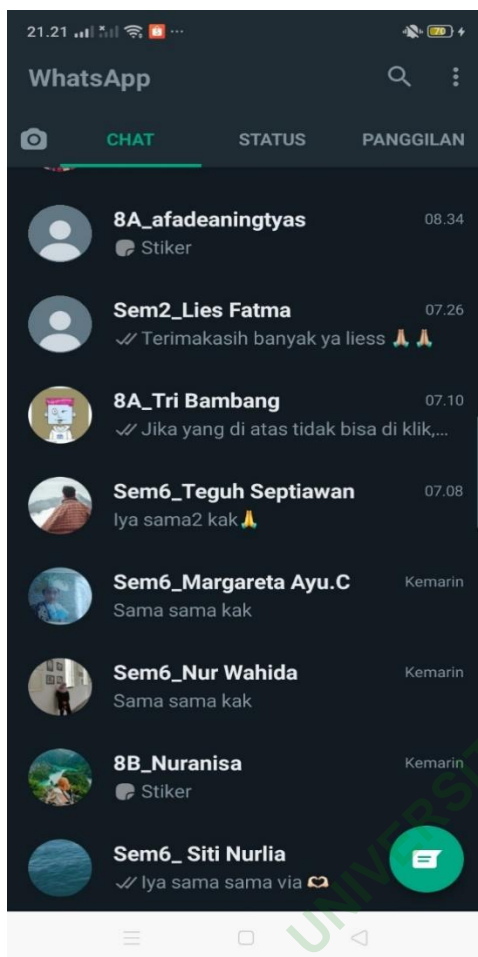 21.21 70
WhatsApp
CHAT STATUS PANGGILAN
8A_afadeaningtyas 08.34
Stiker
Sem2_Lies Fatma 07.26
Terimakasih banyak ya liess 🙏🙏
8A_Tri Bambang 07.10
Jika yang di atas tidak bisa di klik,...
Sem6_Teguh Septiawan 07.08
Iya sama2 kak🙏
Sem6_Margareta Ayu.C Kemarin
Sama sama kak
Sem6_Nur Wahida Kemarin
Sama sama kak
8B_Nuranisa Kemarin
Stiker
Sem6_ Siti Nurlia
Iya sama sama via 🫶